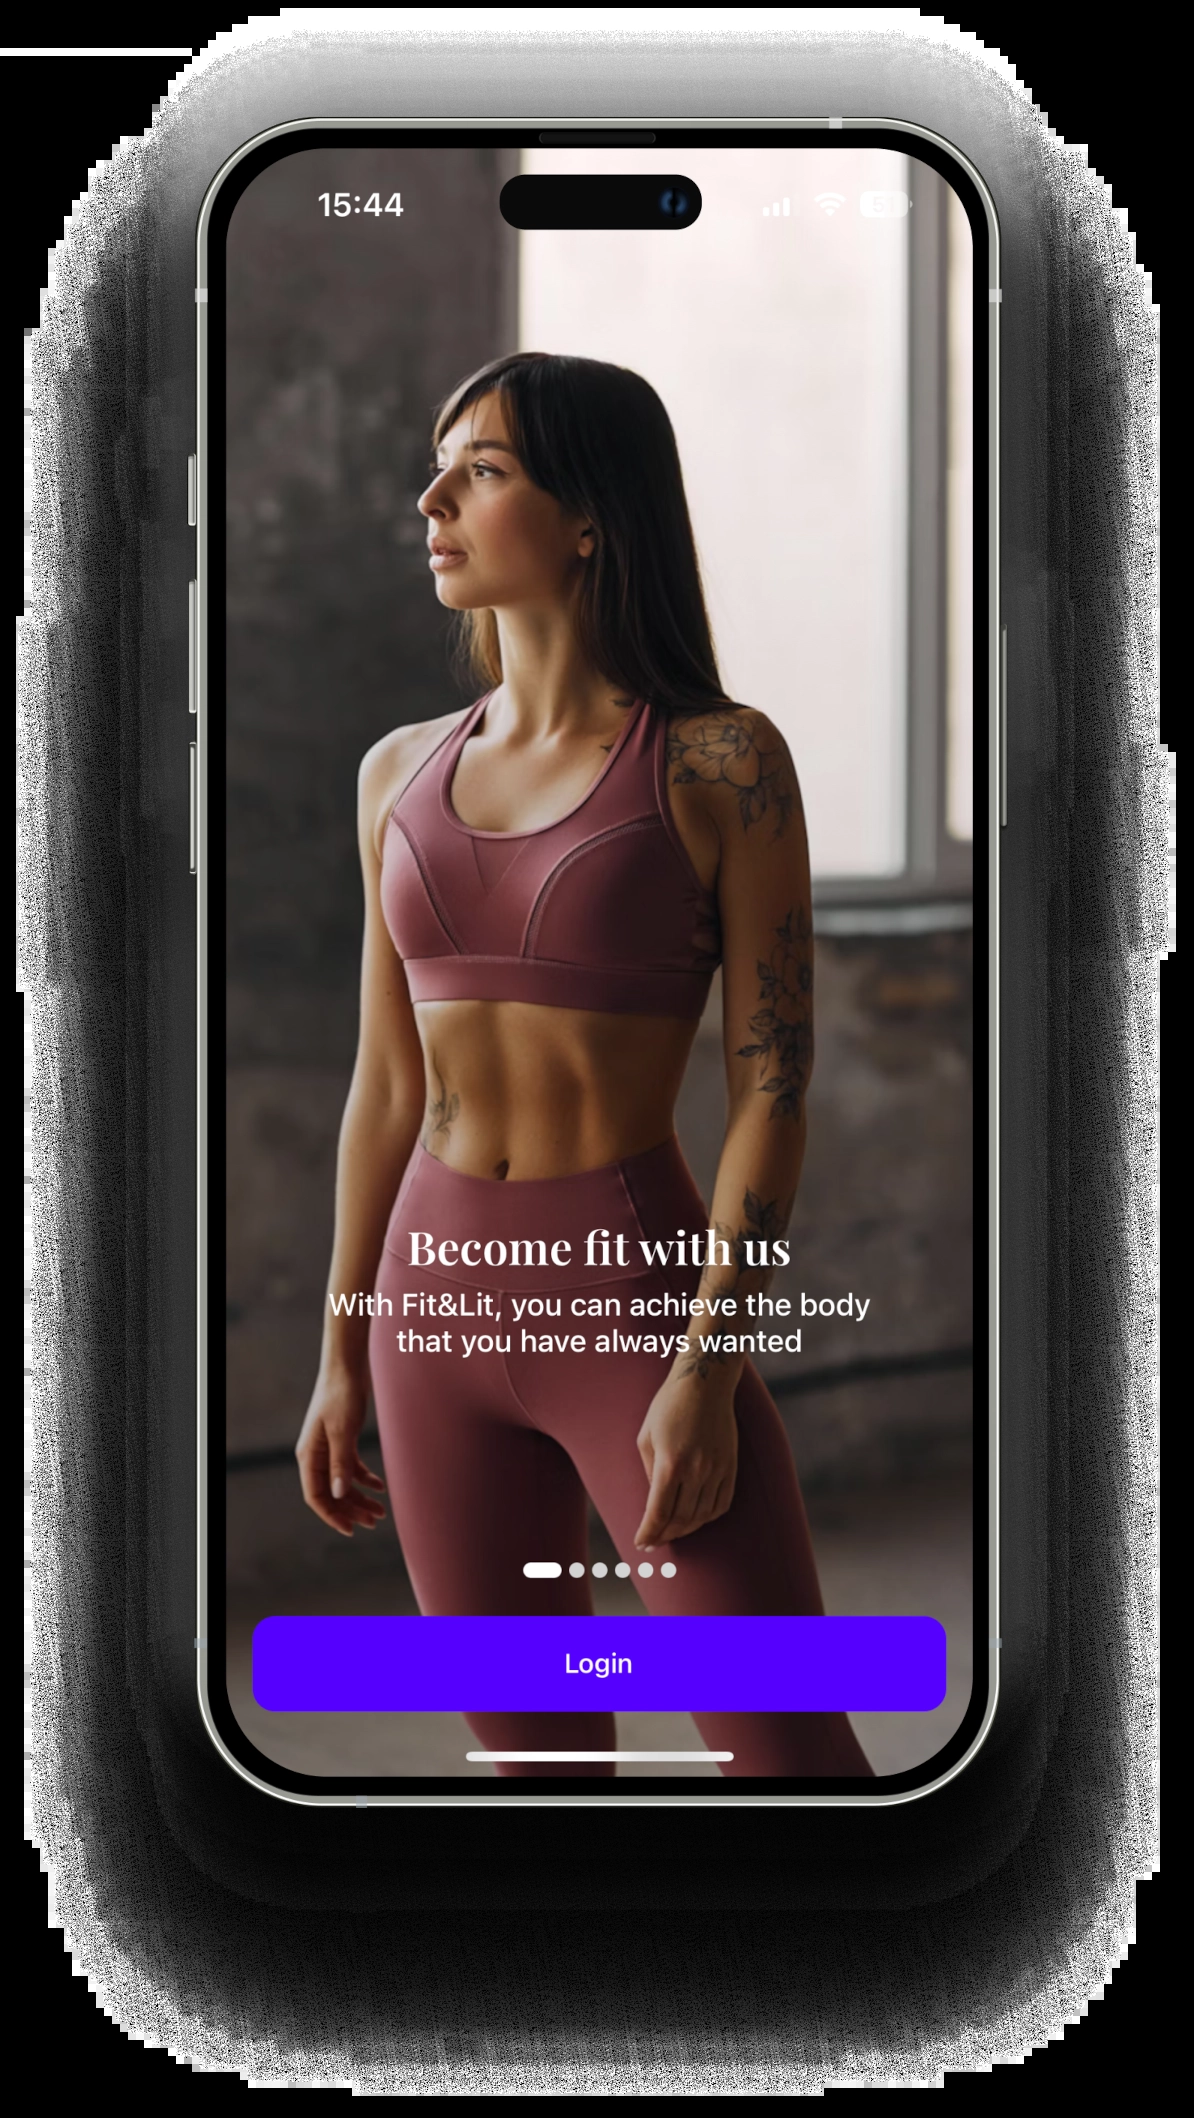 15:44
51
Become fit with us
With Fit&Lit, you can achieve the body
that you have always wanted
Login